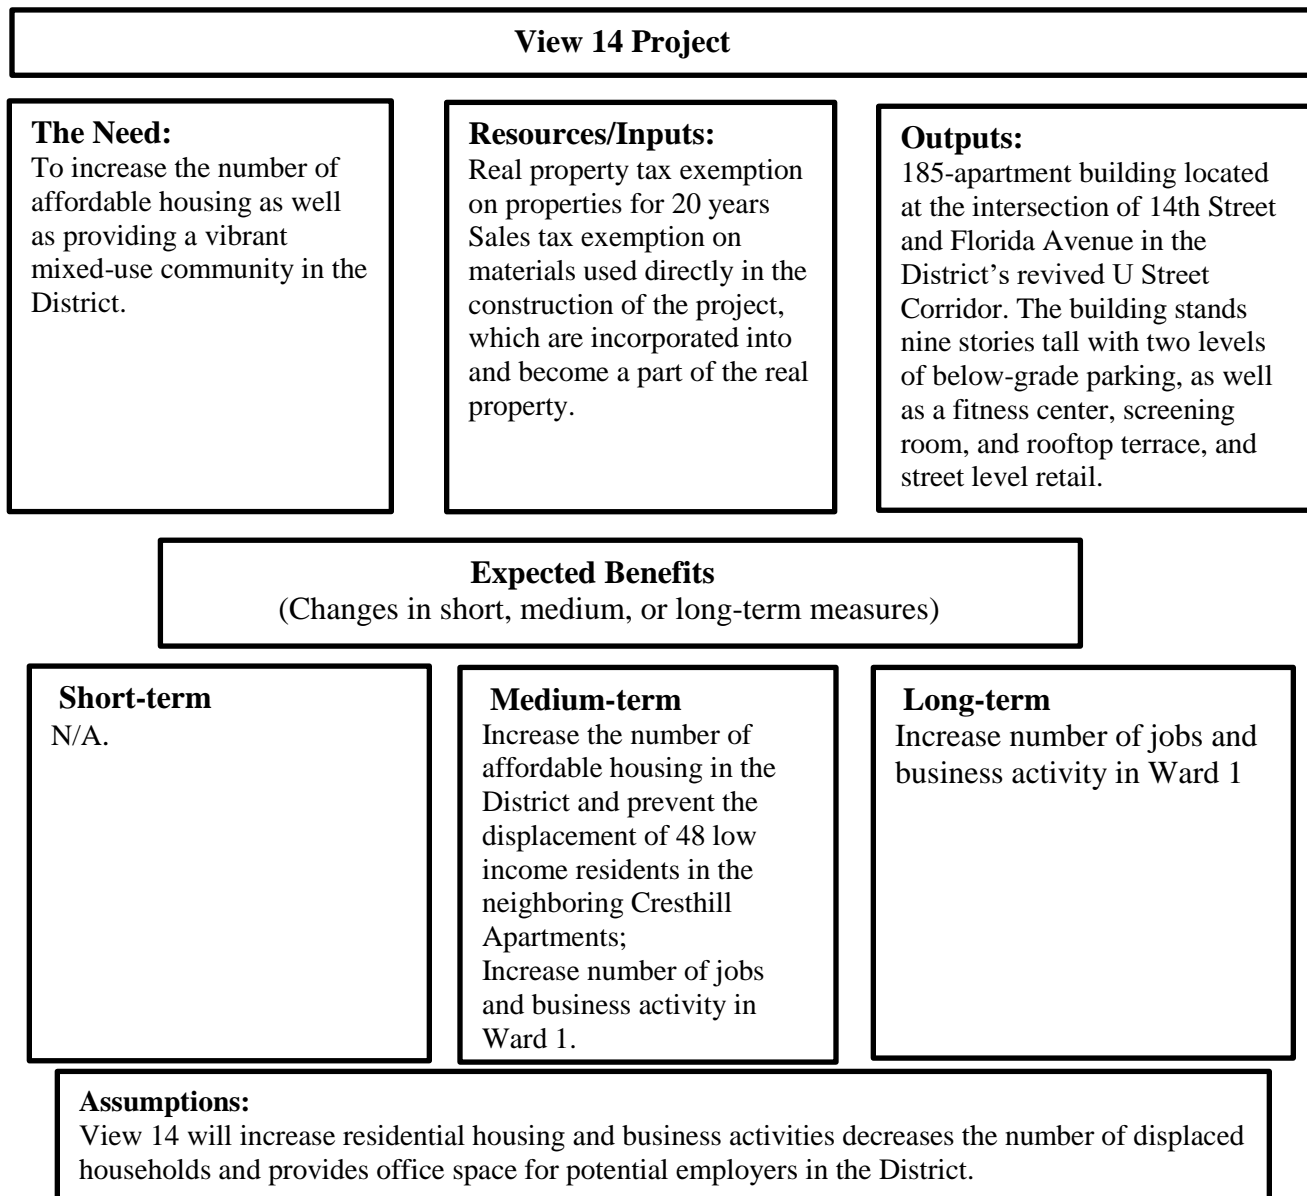 View 14 Project
The Need:
To increase the number of
affordable housing as well
as providing a vibrant
mixed-use community in the
District.
Resources/Inputs:
Real property tax exemption
on properties for 20 years
Sales tax exemption on
materials used directly in the
construction of the project,
which are incorporated into
and become a part of the real
property.
Outputs:
185-apartment building located
at the intersection of 14th Street
and Florida Avenue in the
District’s revived U Street
Corridor. The building stands
nine stories tall with two levels
of below-grade parking, as well
as a fitness center, screening
room, and rooftop terrace, and
street level retail.
Expected Benefits
(Changes in short, medium, or long-term measures)
Short-term
N/A.
Medium-term
Increase the number of
affordable housing in the
District and prevent the
displacement of 48 low
income residents in the
neighboring Cresthill
Apartments;
Increase number of jobs
and business activity in
Ward 1.
Long-term
Increase number of jobs and
business activity in Ward 1
Assumptions:
View 14 will increase residential housing and business activities decreases the number of displaced
households and provides office space for potential employers in the District.